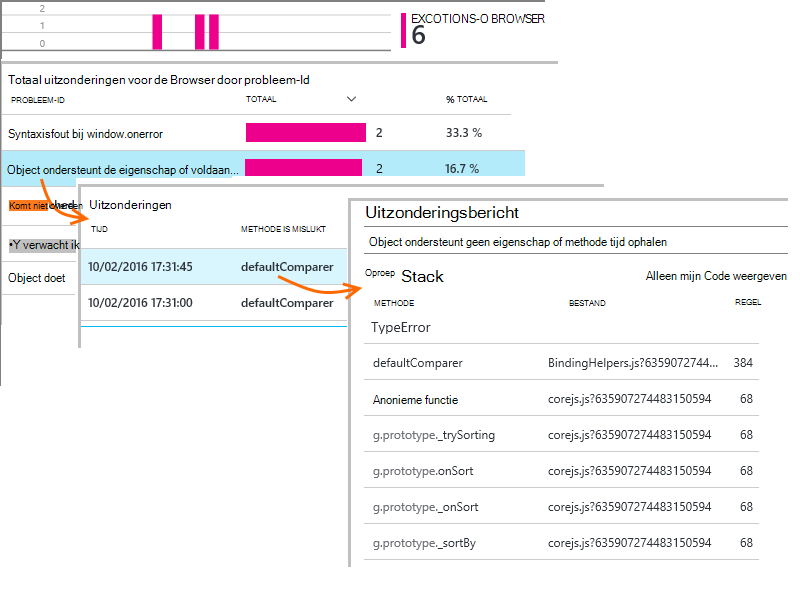 2
1
0
EXCOTIONS-O BROWSER
6
Totaal uitzonderingen voor de Browser door probleem-Id
PROBLEEM-ID TOTAAL % TOTAAL
Syntaxisfout bij window.onerror 2 33.3 %
Object ondersteunt de eigenschap of voldaan... 2 16.7 %
Komt niet
•Y verwacht ik
Object doet
Uitzonderingen
TIJD METHODE IS MISLUKT
10/02/2016 17:31:45 defaultComparer
10/02/2016 17:31:00 defaultComparer
Uitzonderingsbericht
Object ondersteunt geen eigenschap of methode tijd ophalen
Oproep Stack Alleen mijn Code weergeven
METHODE BESTAND REGEL
TypeError
defaultComparer BindingHelpers.js?6359072744... 384
Anonieme functie corejs.js?635907274483150594 68
g.prototype._trySorting corejs.js?635907274483150594 68
g.prototype.onSort corejs.js?635907274483150594 68
g.prototype._onSort corejs.js?635907274483150594 68
g.prototype._sortBy corejs.js?635907274483150594 68